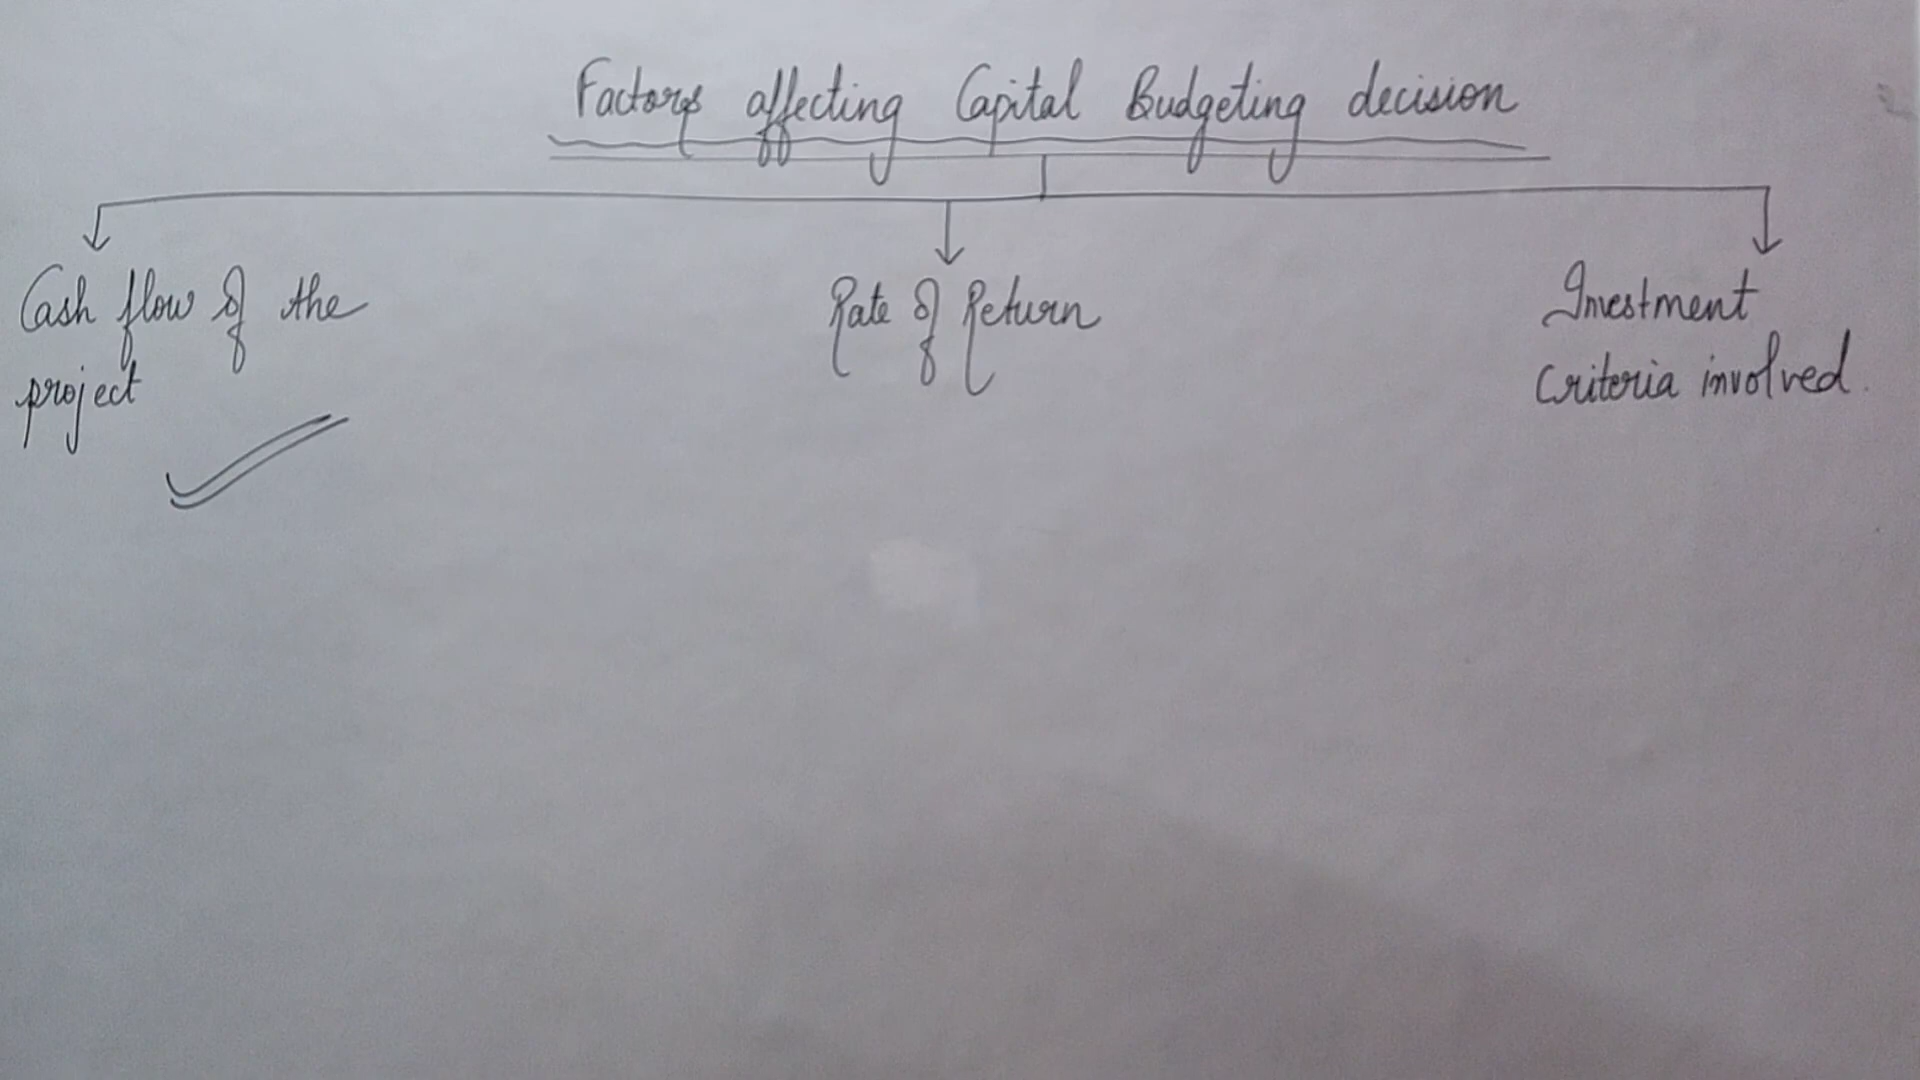 Factors affecting Capital Budgeting decision
Cash flow of the
project
Rate of Return
Investment
Criteria involved.